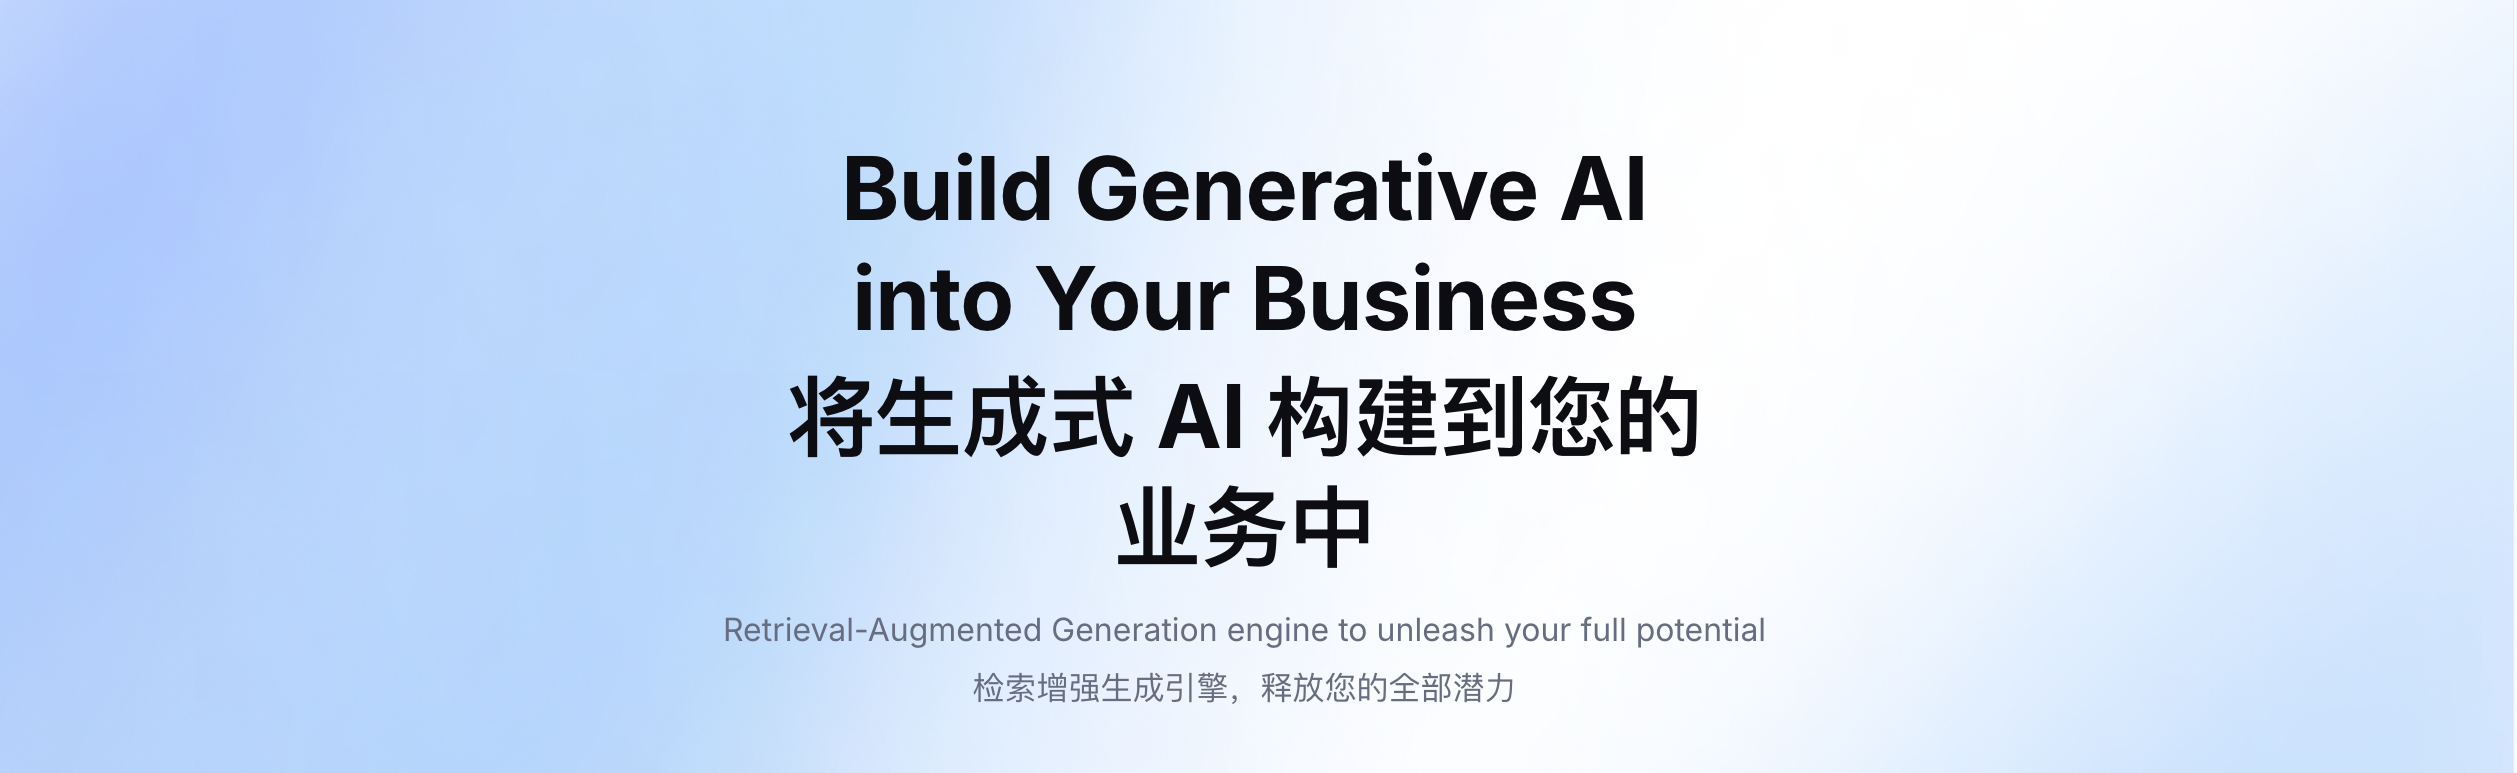 Build Generative AI
into Your Business
将生成式 AI 构建到您的
业务中
Retrieval-Augmented Generation engine to unleash your full potential
检索增强生成引擎，释放您的全部潜力